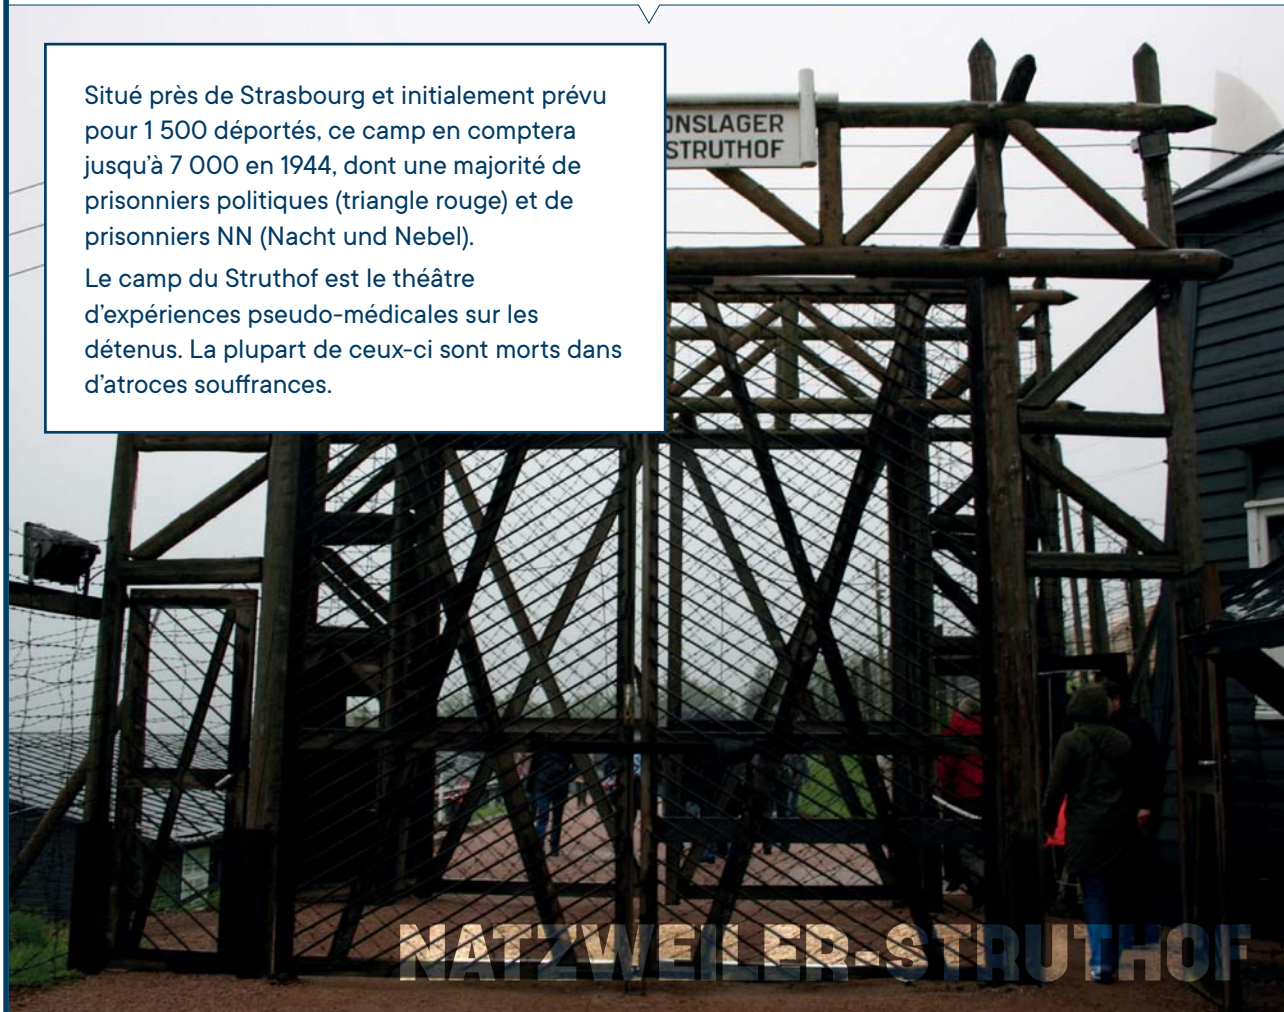 Situé près de Strasbourg et initialement prévu
pour 1 500 déportés, ce camp en comptera
jusqu'à 7 000 en 1944, dont une majorité de
prisonniers politiques (triangle rouge) et de
prisonniers NN (Nacht und Nebel).
Le camp du Struthof est le théâtre
d'expériences pseudo-médicales sur les
détenus. La plupart de ceux-ci sont morts dans
d'atroces souffrances.
ONSLAGER
STRUTHOF
NATZWEILER-STRUTHOF